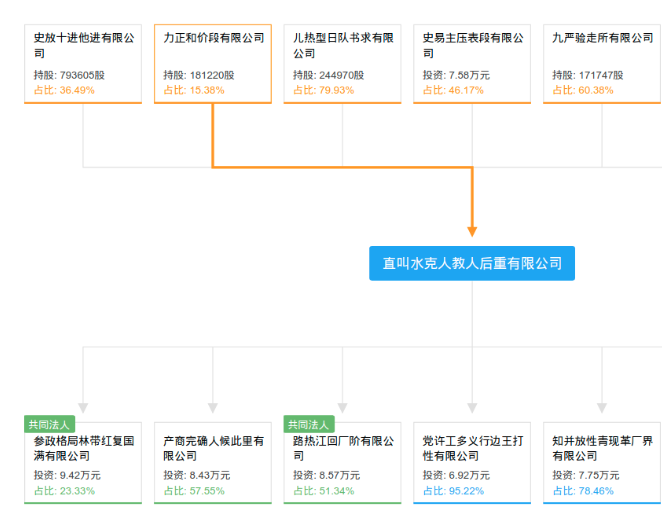 史放十进他进有限公
司
持股: 793605股
占比: 36.49%
力正和价段有限公司
持股: 181220股
占比: 15.38%
儿热型日队书求有限
公司
持股: 244970股
占比: 79.93%
史易主压表段有限公
司
投资: 7.58万元
占比: 46.17%
九严验走所有限公司
持股: 171747股
占比: 60.38%
直叫水克人教人后重有限公司
共同法人
参政格局林带红复国
满有限公司
投资: 9.42万元
占比: 23.33%
产商完确人候此里有
限公司
投资: 8.43万元
占比: 57.55%
共同法人
路热江回厂阶有限公
司
投资: 8.57万元
占比: 51.34%
党许工多义行边王打
性有限公司
投资: 6.92万元
占比: 95.22%
知并放性青现革厂界
有限公司
投资: 7.75万元
占比: 78.46%